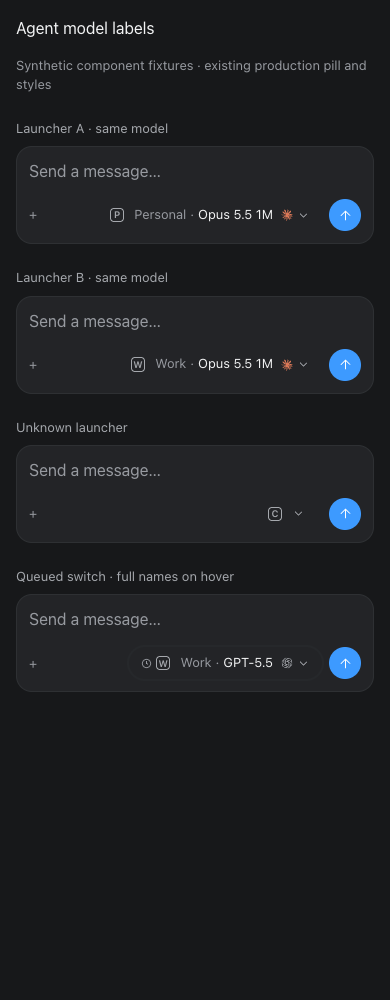 Agent model labels
Synthetic component fixtures · existing production pill and
styles
Launcher A · same model
Send a message...
+ P Personal · Opus 5.5 1M
Launcher B · same model
Send a message...
+ W Work · Opus 5.5 1M
Unknown launcher
Send a message...
+ C
Queued switch · full names on hover
Send a message...
+ W Work · GPT-5.5